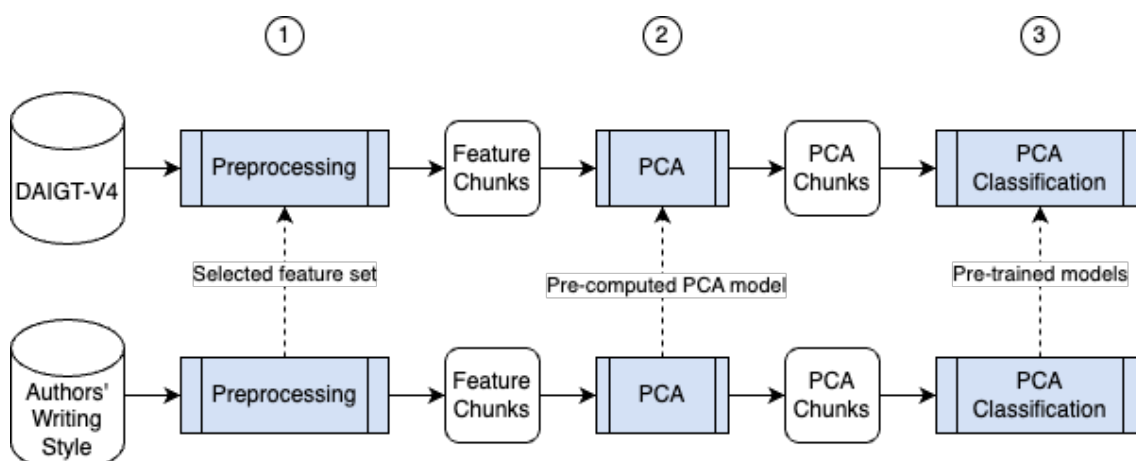 1
2
3
DAIGT-V4
Preprocessing
Feature
Chunks
PCA
PCA
Chunks
PCA
Classification
Selected feature set
Pre-computed PCA model
Pre-trained models
Authors'
Writing
Style
Preprocessing
Feature
Chunks
PCA
PCA
Chunks
PCA
Classification